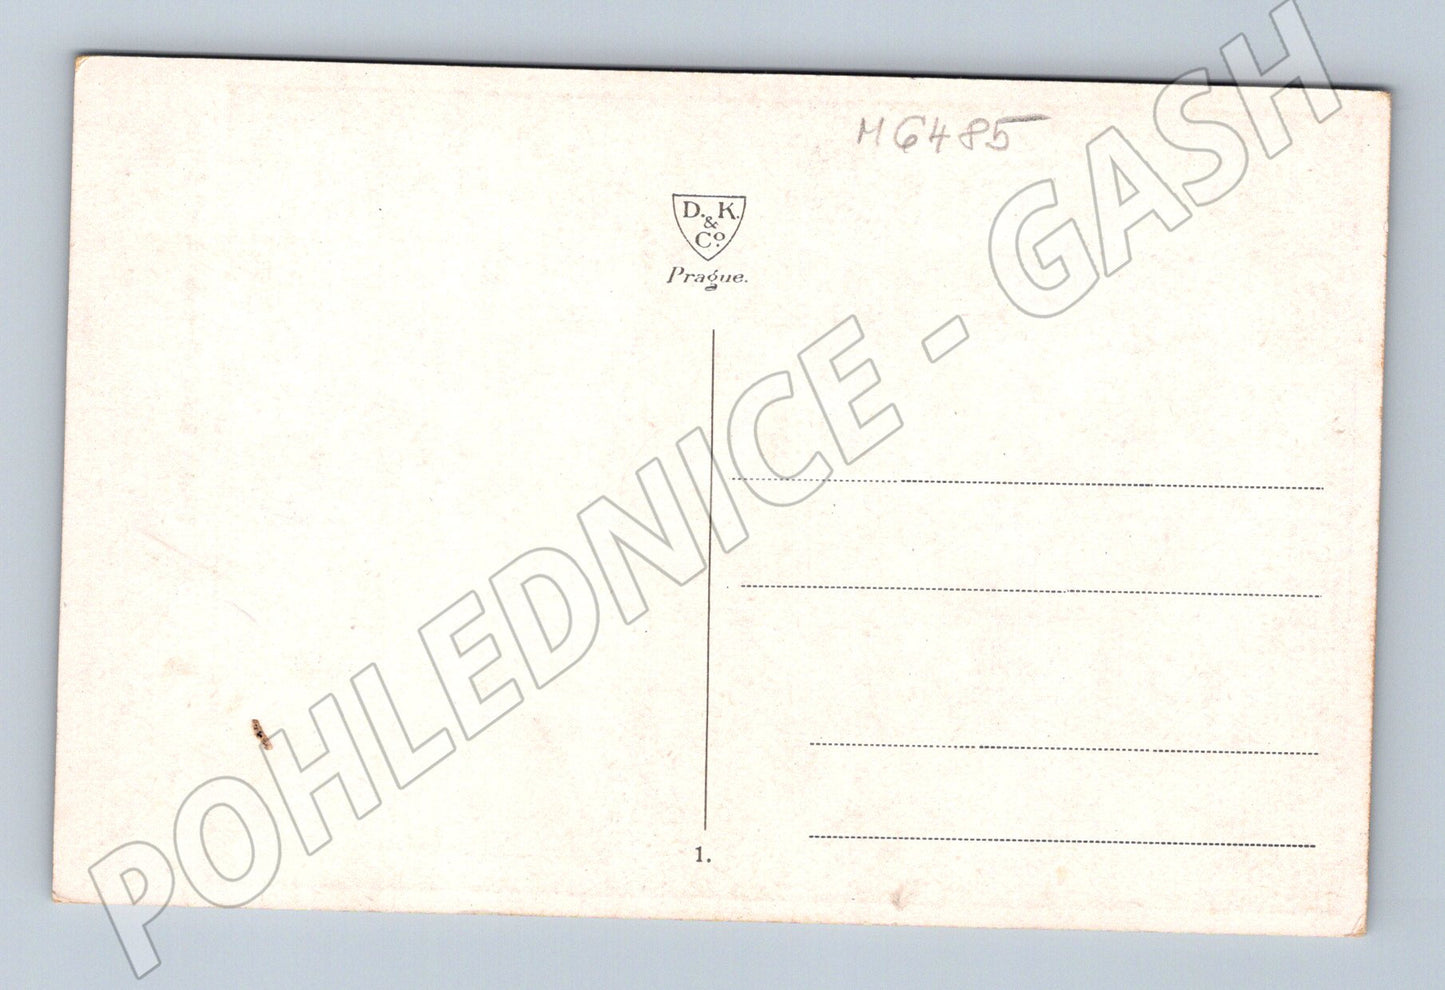 M6485
D. & K.
Co.
Prague.
1.
POHLEDNICE - GASH